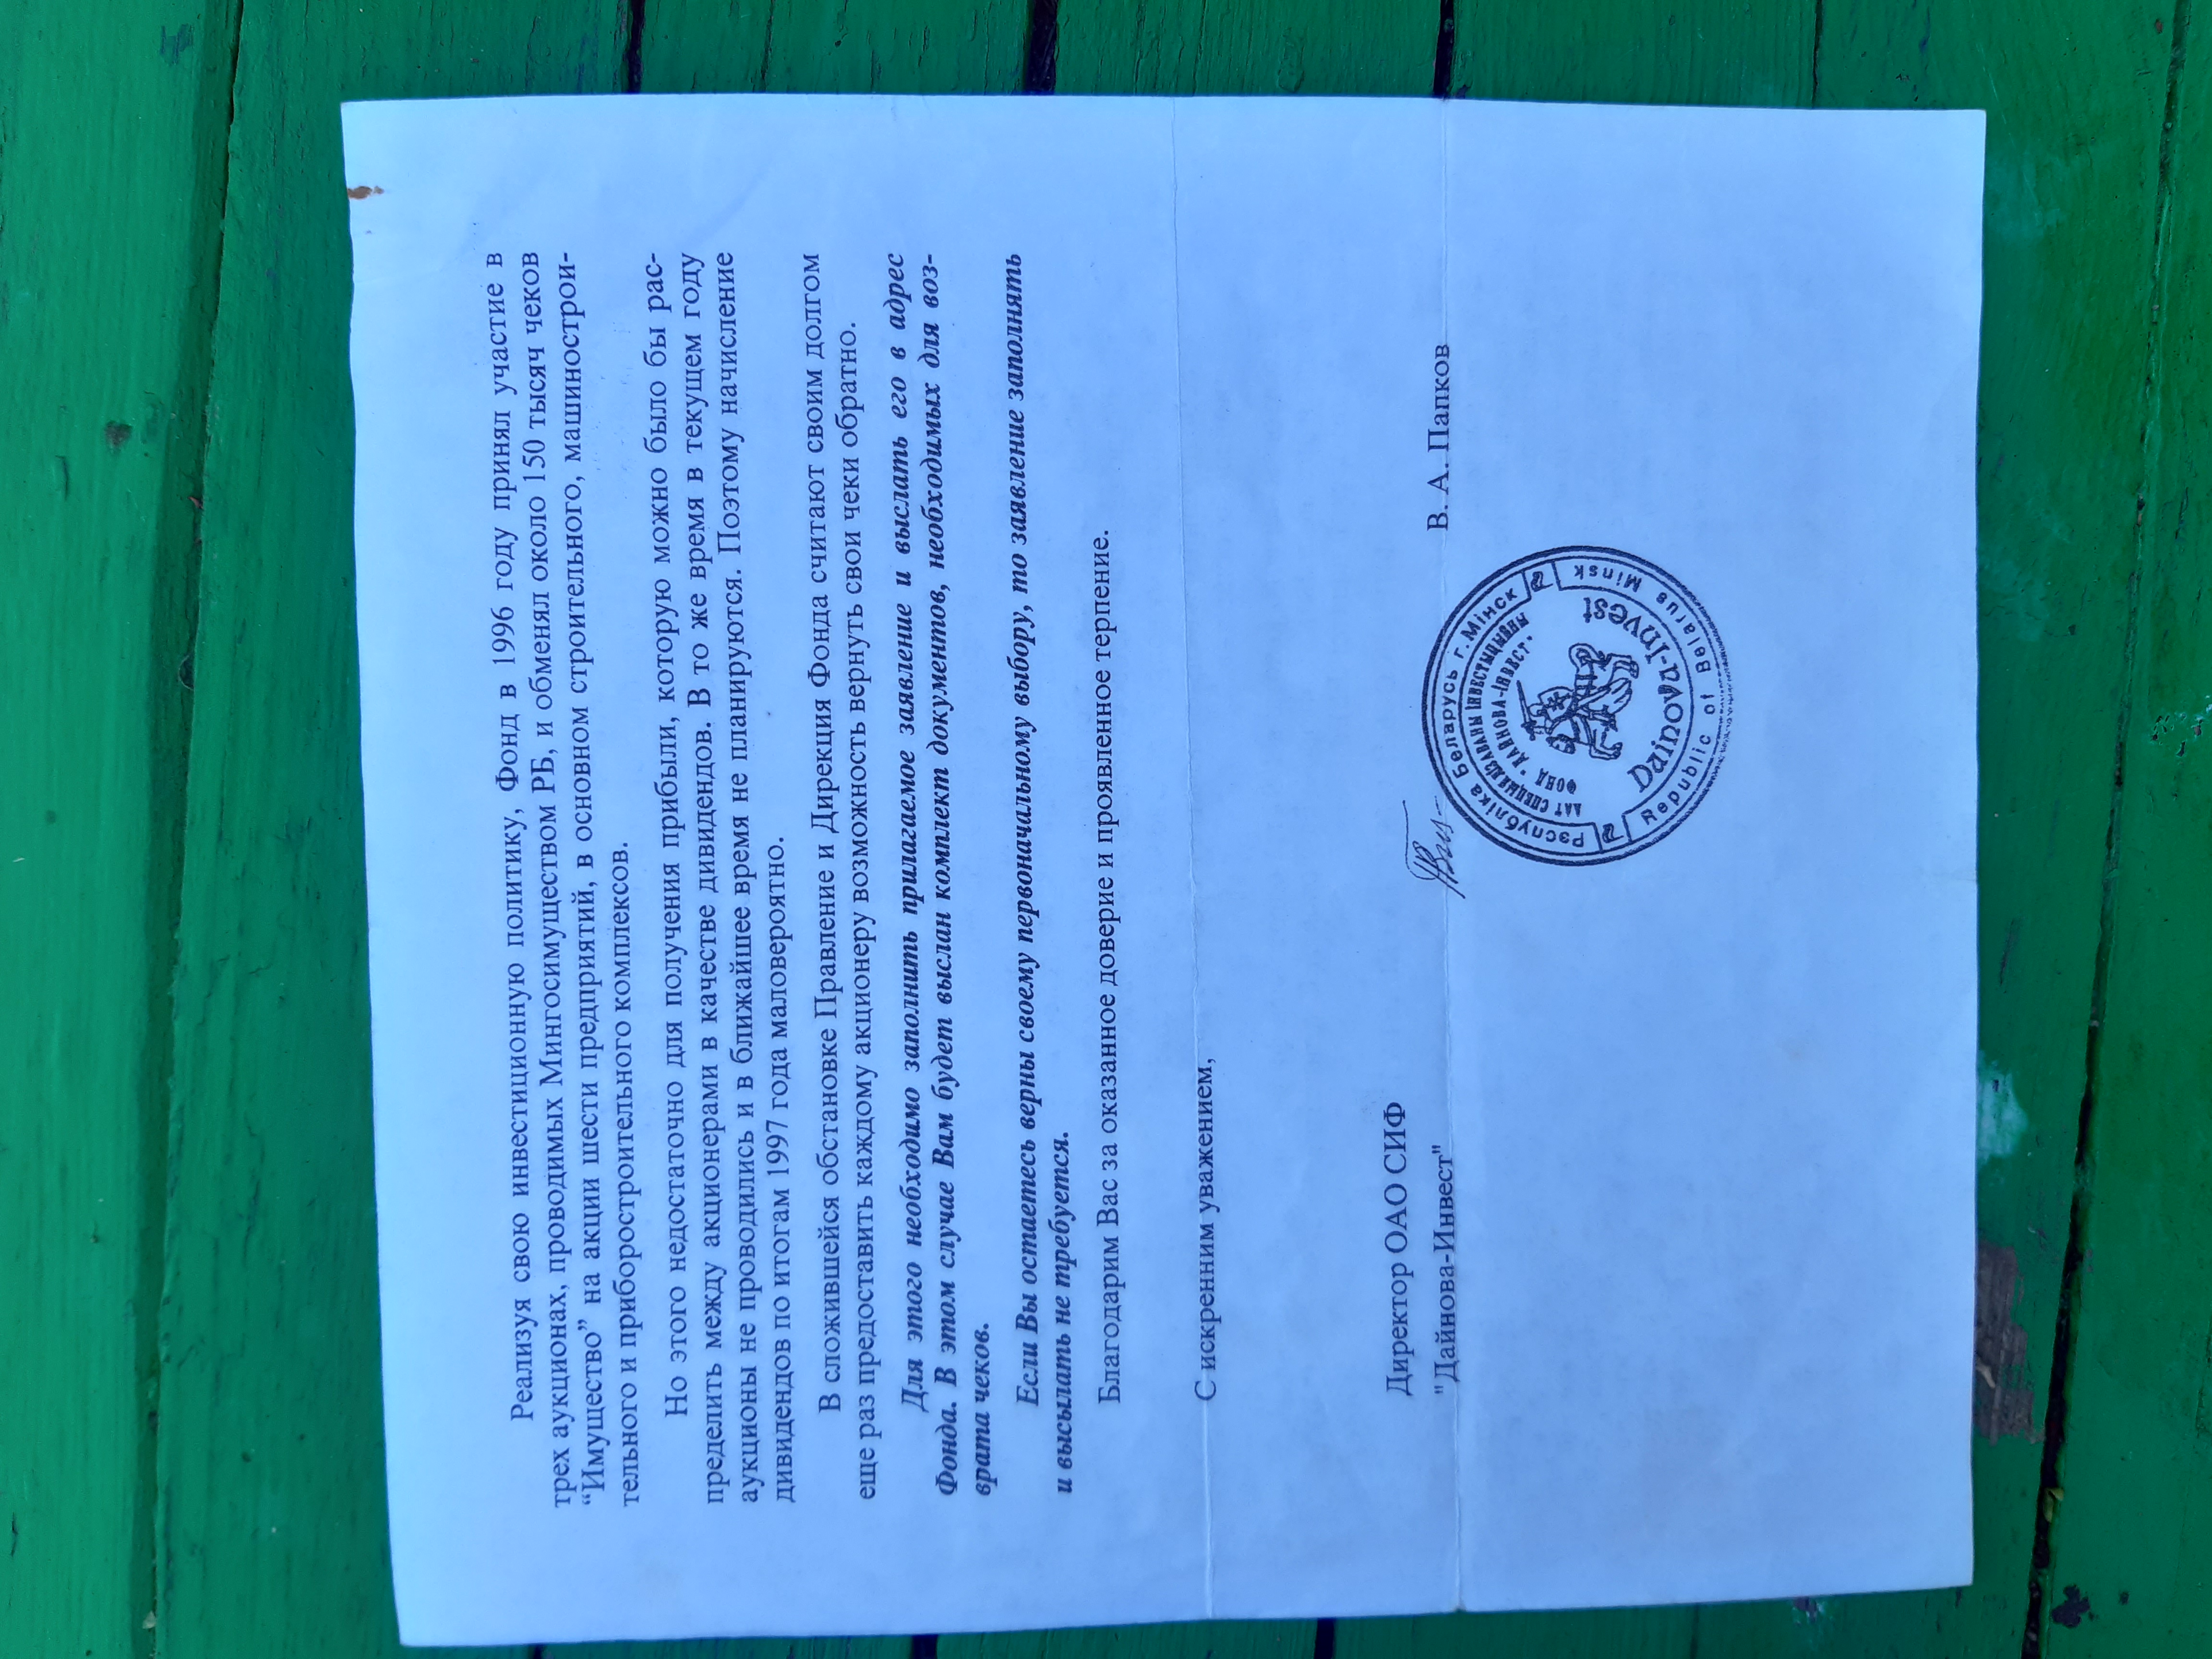 Реализуя свою инвестиционную политику, Фонд в 1996 году принял участие в
трех аукционах, проводимых Мингосимуществом РБ, и обменял около 150 тысяч чеков
“Имущество” на акции шести предприятий, в основном строительного, машинострои-
тельного и приборостроительного комплексов.
Но этого недостаточно для получения прибыли, которую можно было бы рас-
пределить между акционерами в качестве дивидендов. В то же время в текущем году
аукционы не проводились и в ближайшее время не планируются. Поэтому начисление
дивидендов по итогам 1997 года маловероятно.
В сложившейся обстановке Правление и Дирекция Фонда считают своим долгом
еще раз предоставить каждому акционеру возможность вернуть свои чеки обратно.
Для этого необходимо заполнить прилагаемое заявление и выслать его в адрес
Фонда. В этом случае Вам будет выслан комплект документов, необходимых для воз-
врата чеков.
Если Вы остаетесь верны своему первоначальному выбору, то заявление заполнять
и высылать не требуется.
Благодарим Вас за оказанное доверие и проявленное терпение.
С искренним уважением,
Директор ОАО СИФ
"Дайнова-Инвест"
В. А. Папков
Рэспубліка Беларусь г. Мінск
ААТ СПЕЦЫЯЛІЗАВАНЫ ІНВЕСТЫЦЫЙНЫ
ФОНД "ДАЙНОВА-ІНВЕСТ"
Dainova-Invest
Republic of Belarus Minsk